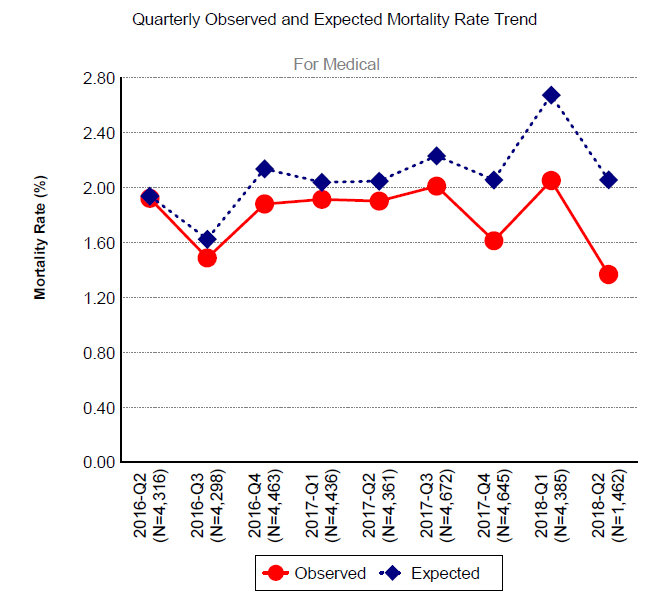 Quarterly Observed and Expected Mortality Rate Trend
For Medical
Mortality Rate (%)
2.80
2.40
2.00
1.60
1.20
0.80
0.40
0.00
2016-Q2
(N=4,316)
2016-Q3
(N=4,298)
2016-Q4
(N=4,463)
2017-Q1
(N=4,436)
2017-Q2
(N=4,361)
2017-Q3
(N=4,672)
2017-Q4
(N=4,645)
2018-Q1
(N=4,385)
2018-Q2
(N=1,462)
Observed Expected